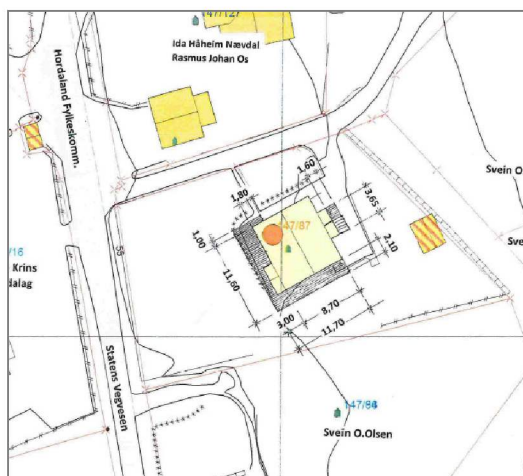 47/127
Ida Håheim Nævdal
Rasmus Johan Os
Hordaland Fylkeskomm.
Svein O
1,60
1,80
3,65
147/87
Sve
1,00
2,10
Krins
dalag
11,60
8,70
3,00
11,70
Statens Vegvesen
147/84
Svein O.Olsen